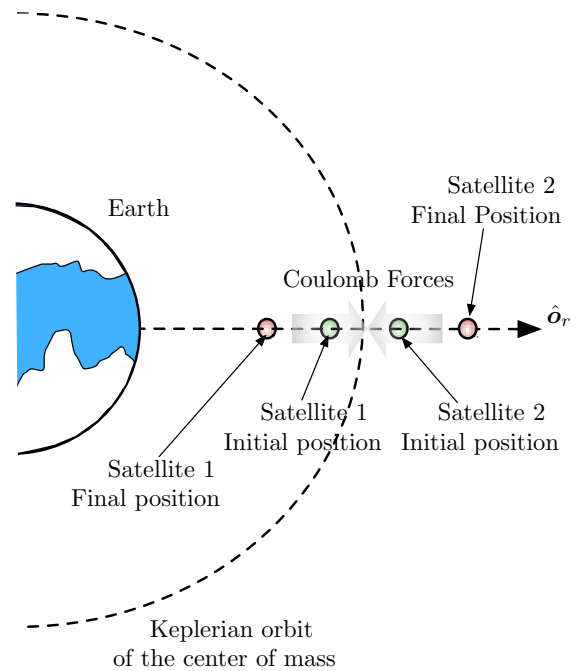 Earth
Satellite 2
Final Position
Coulomb Forces
ôr
Satellite 1
Initial position
Satellite 2
Initial position
Satellite 1
Final position
Keplerian orbit
of the center of mass